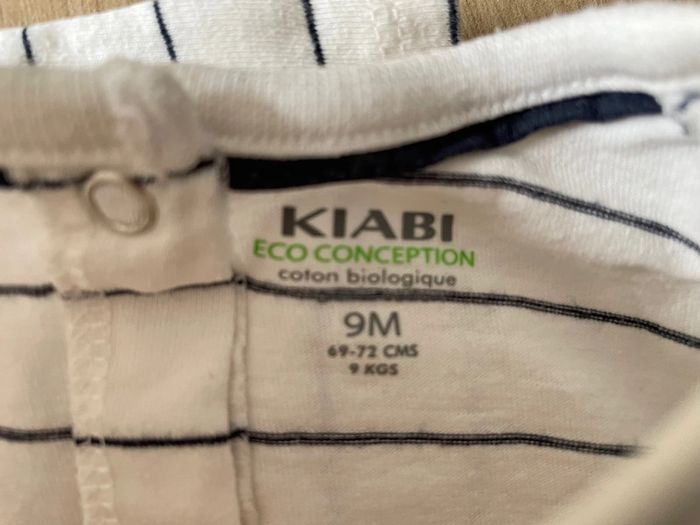 KIABI
ECO CONCEPTION
coton biologique
9M
69-72 CMS
9 KGS